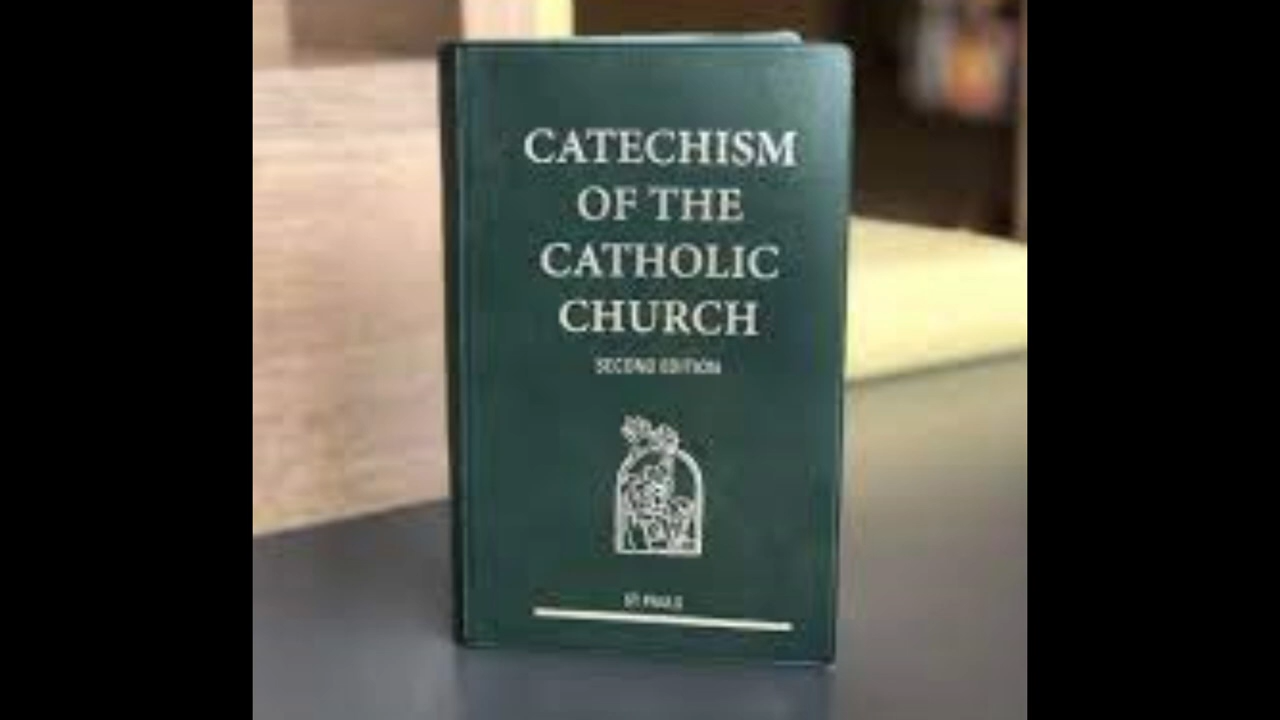 CATECHISM
OF THE
CATHOLIC
CHURCH
SECOND EDITION
ST PAULS